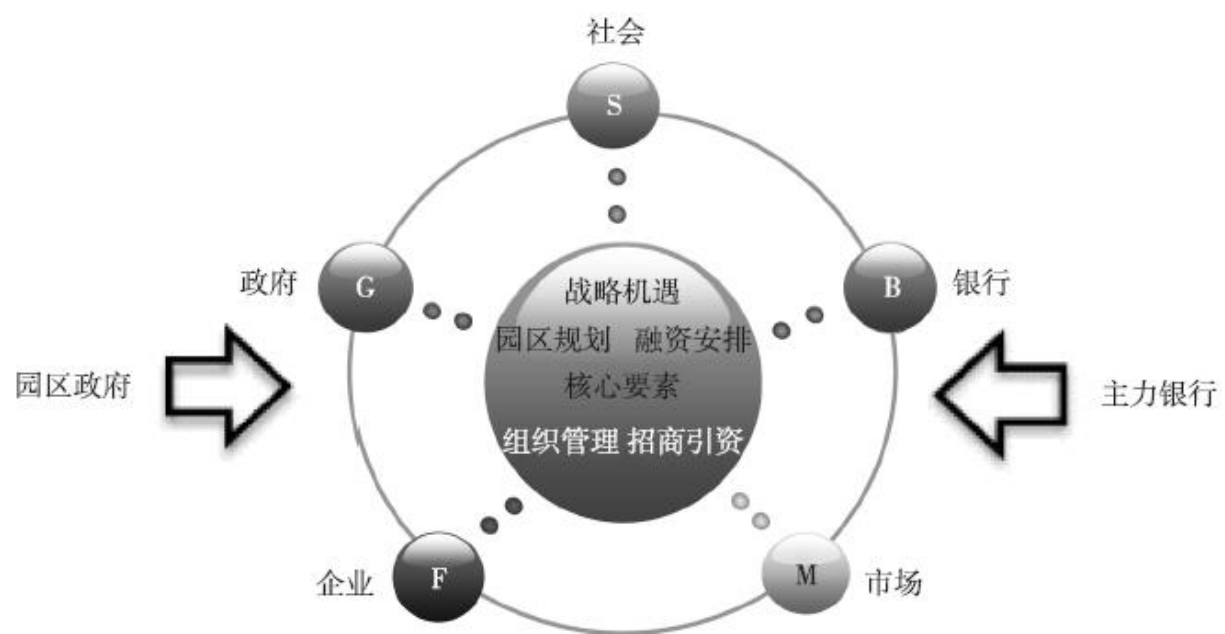 社会
S
政府 G
B 银行
战略机遇
园区规划 融资安排
核心要素
组织管理 招商引资
园区政府
主力银行
企业 F
M 市场